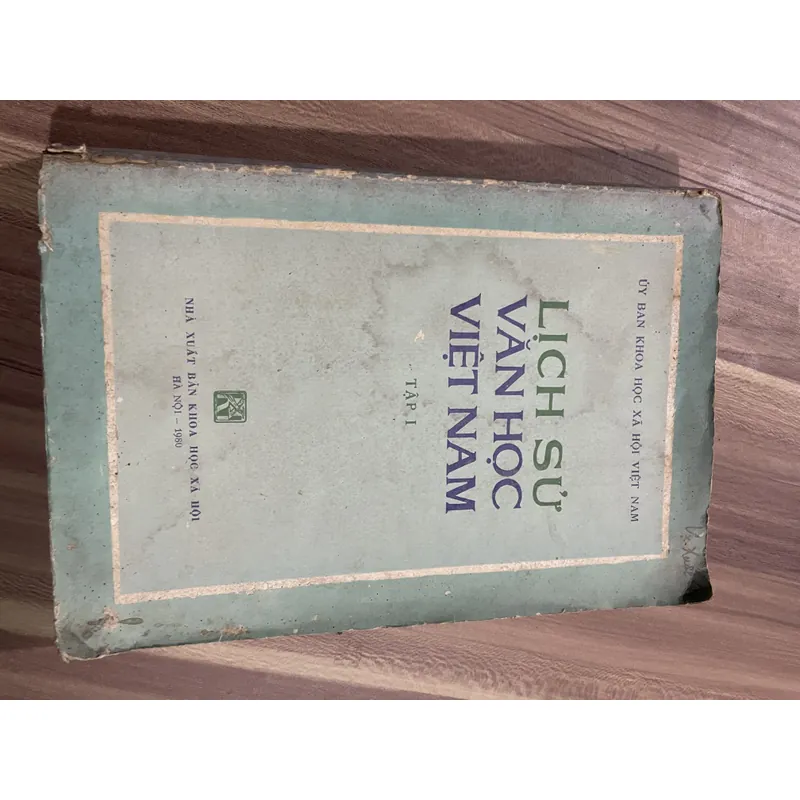 ỦY BAN KHOA HỌC XÃ HỘI VIỆT NAM
LỊCH SỬ
VĂN HỌC
VIỆT NAM
TẬP I
NHÀ XUẤT BẢN KHOA HỌC XÃ HỘI
HÀ NỘI - 1980